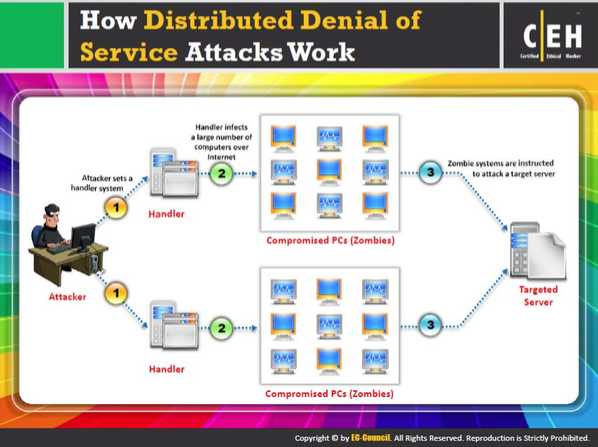 How Distributed Denial of
Service Attacks Work
C|EH
Certified Ethical Hacker
Handler infects
a large number of
computers over
Internet
Attacker sets a
handler system
1
2
3
Zombie systems are instructed
to attack a target server
Handler
Compromised PCs (Zombies)
Attacker
1
Targeted
Server
2
3
Handler
Compromised PCs (Zombies)
Copyright © by EC-Council. All Rights Reserved. Reproduction is Strictly Prohibited.